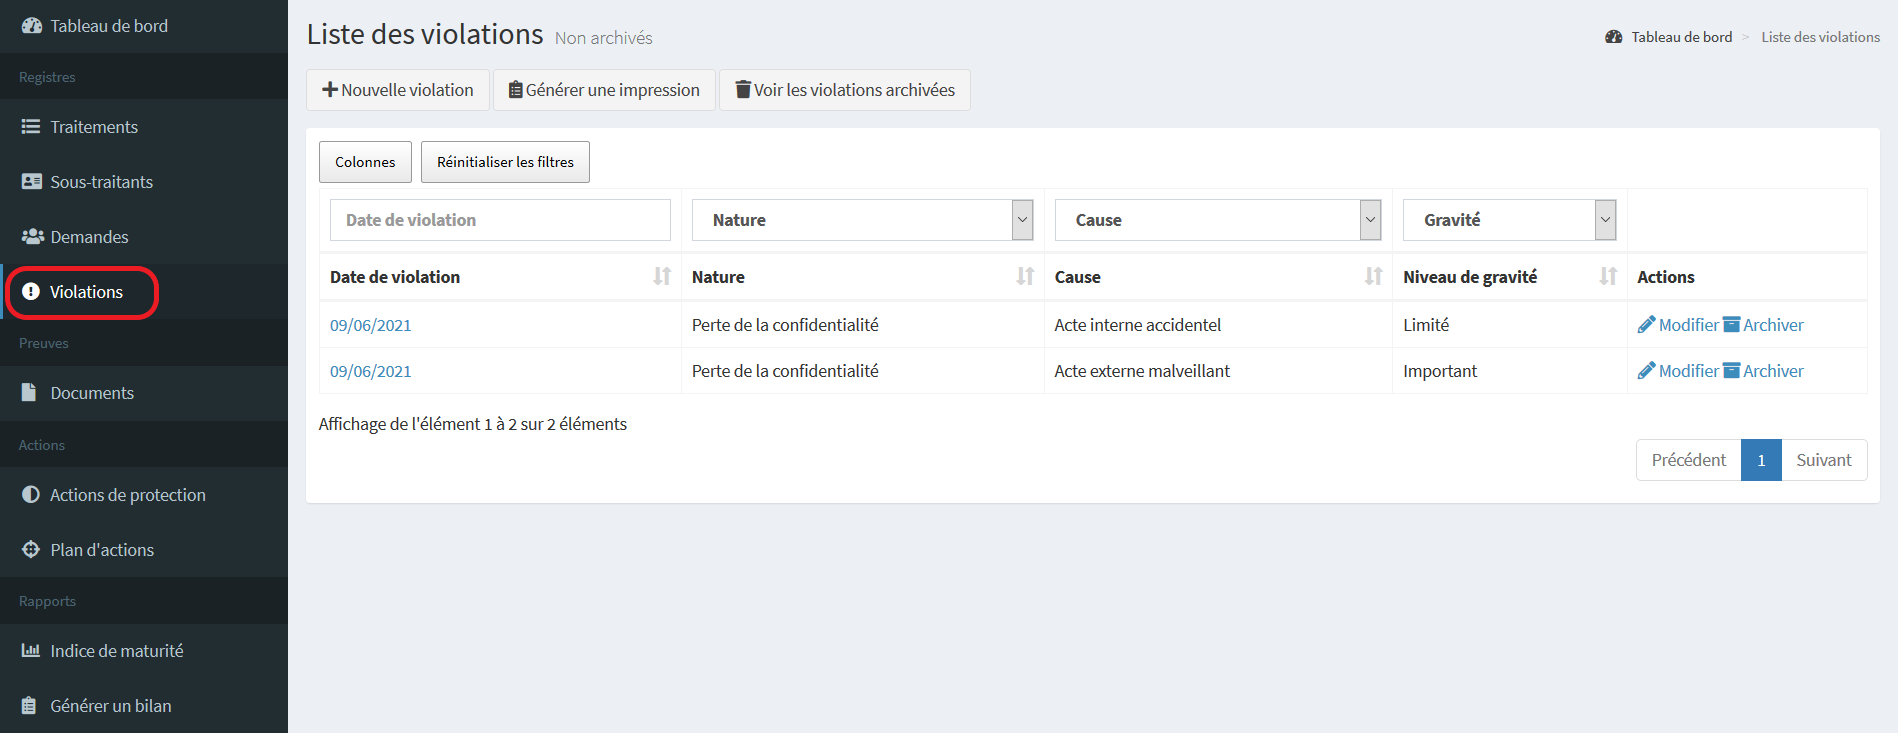 Tableau de bord
Registres
Traitements
Sous-traitants
Demandes
Violations
Preuves
Documents
Actions
Actions de protection
Plan d'actions
Rapports
Indice de maturité
Générer un bilan
Liste des violations Non archivés
Tableau de bord > Liste des violations
Nouvelle violation Générer une impression Voir les violations archivées
Colonnes Réinitialiser les filtres
Date de violation Nature Cause Gravité
Date de violation Nature Cause Niveau de gravité Actions
09/06/2021 Perte de la confidentialité Acte interne accidentel Limité Modifier Archiver
09/06/2021 Perte de la confidentialité Acte externe malveillant Important Modifier Archiver
Affichage de l'élément 1 à 2 sur 2 éléments
Précédent 1 Suivant